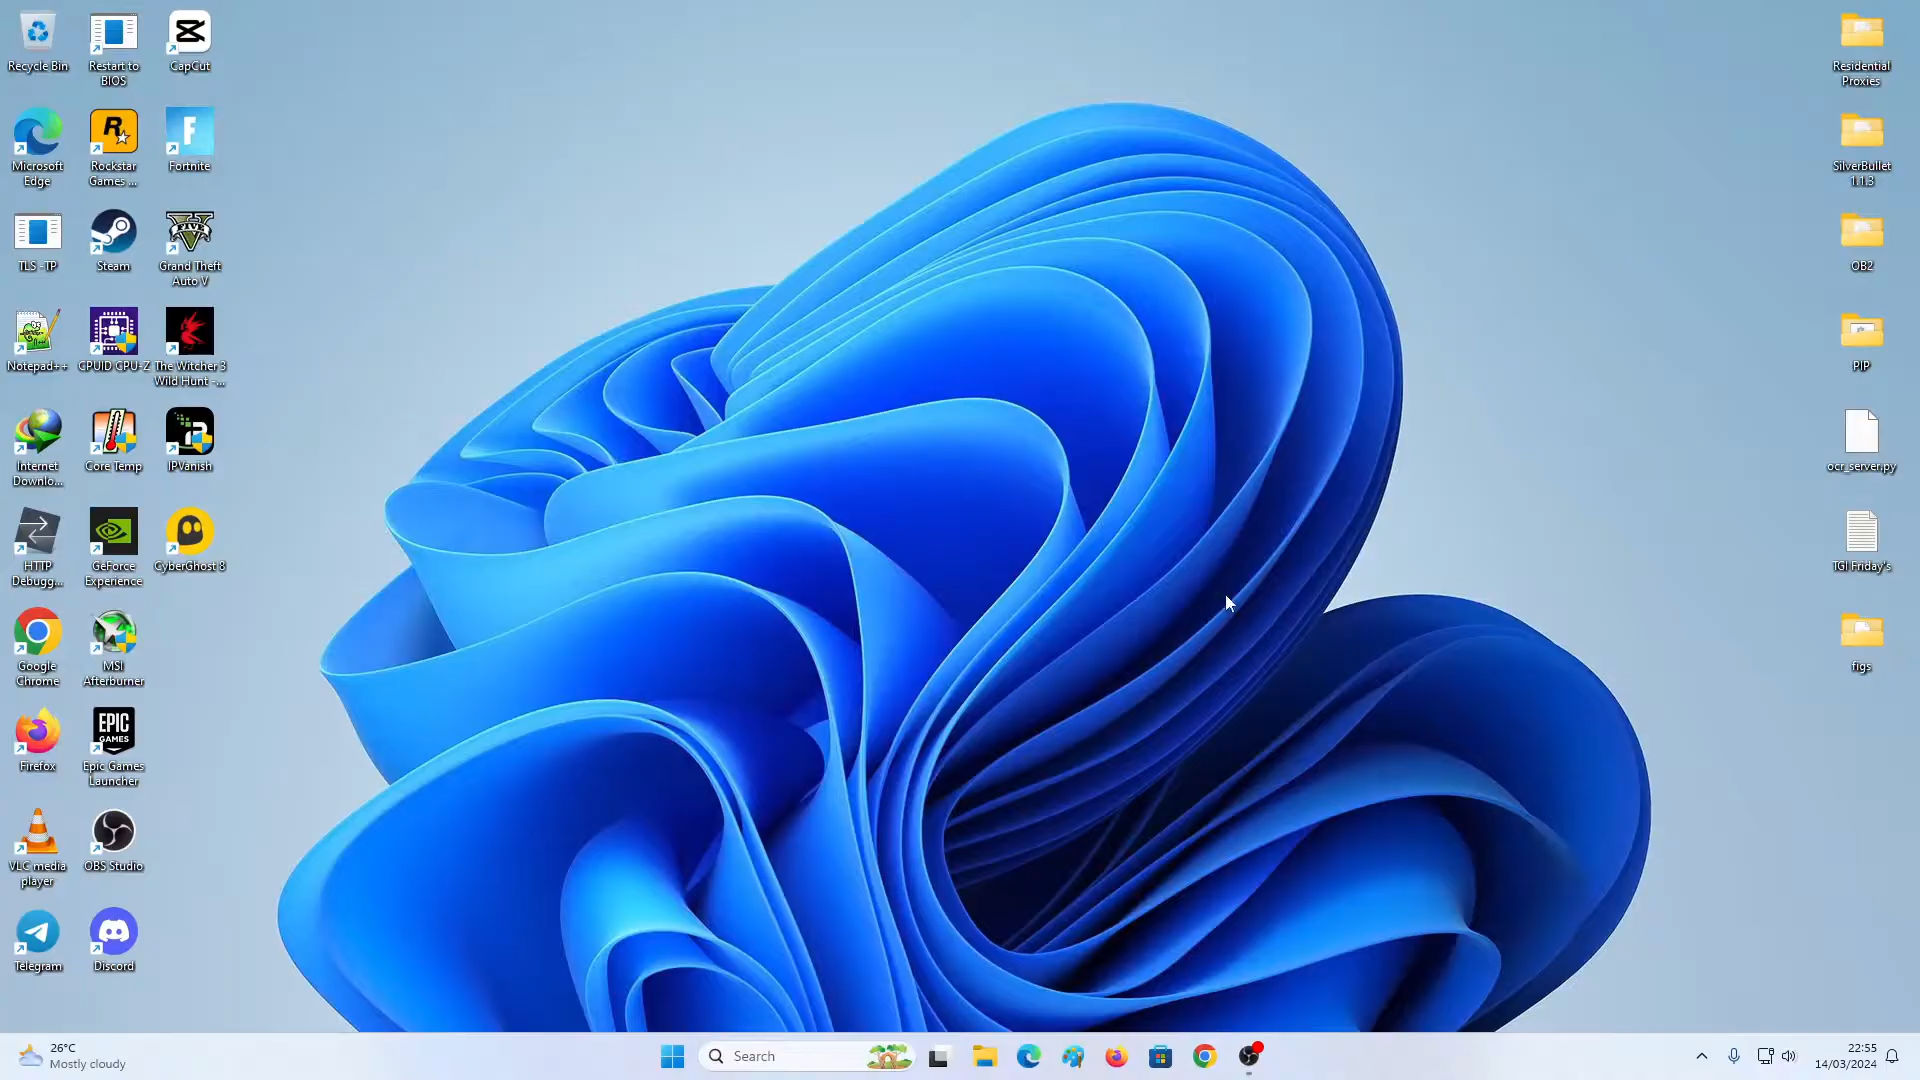 Recycle Bin
Restart to
BIOS
CapCut
Microsoft
Edge
Rockstar
Games ...
Fortnite
TLS -TP
Steam
FIVE
Grand Theft
Auto V
Notepad++
CPUID CPU-Z
The Witcher 3
Wild Hunt -...
Internet
Downlo...
Core Temp
IPVanish
HTTP
Debugg...
GeForce
Experience
CyberGhost 8
Google
Chrome
MSI
Afterburner
Firefox
EPIC
GAMES
Epic Games
Launcher
VLC media
player
OBS Studio
Telegram
Discord
Residential
Proxies
SilverBullet
1.1.3
OB2
PIP
ocr_server.py
TGI Friday's
figs
26°C
Mostly cloudy
Search
22:55
14/03/2024